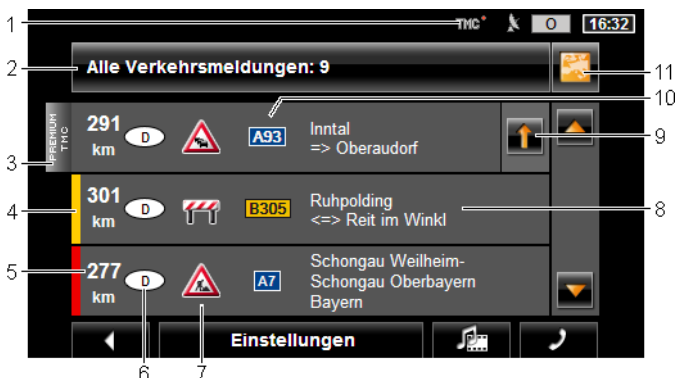 1 TMC O 16:32
2 Alle Verkehrsmeldungen: 9 11
10
3 PREMIUM TMC 291 km D A93 Inntal
=> Oberaudorf 9
4 301 km D B305 Ruhpolding
<=> Reit im Winkl 8
5 277 km D A7 Schongau Weilheim-
Schongau Oberbayern
Bayern
Einstellungen
6 7